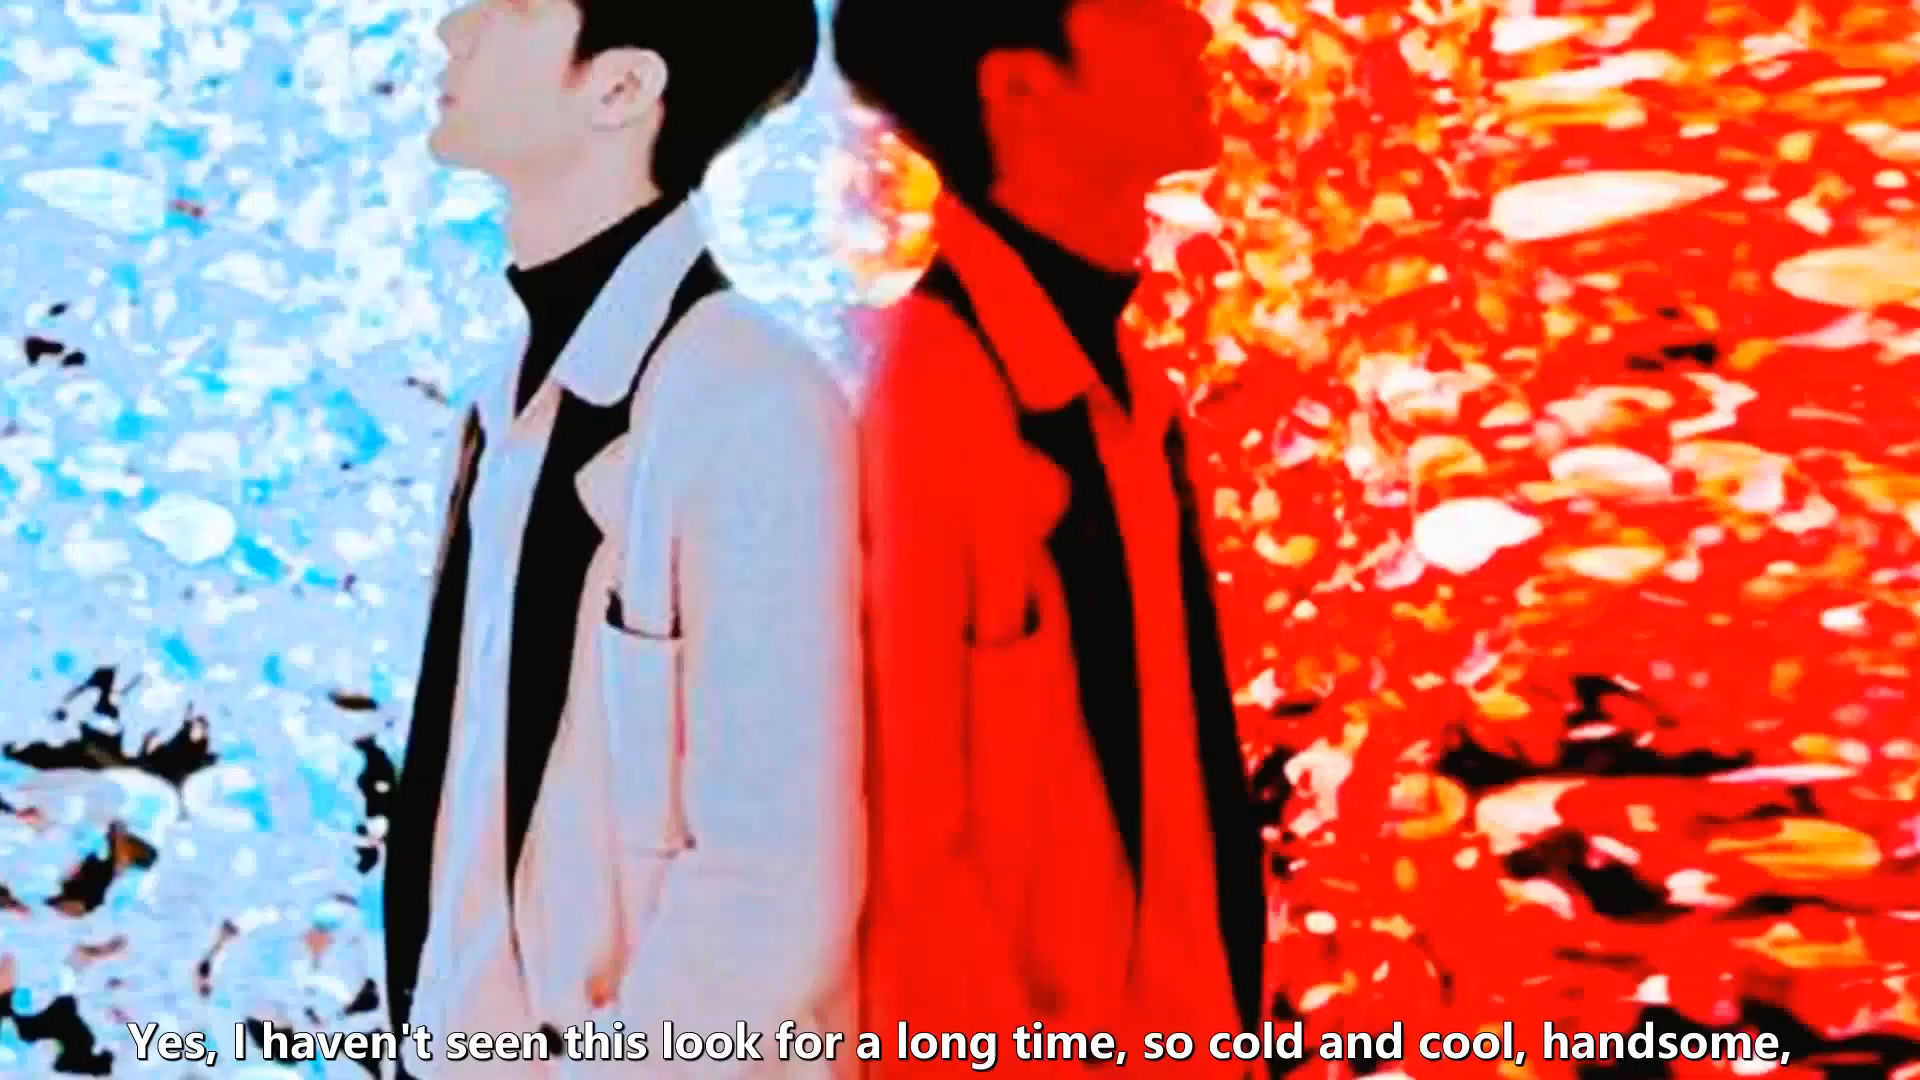 Yes, I haven't seen this look for a long time, so cold and cool, handsome,